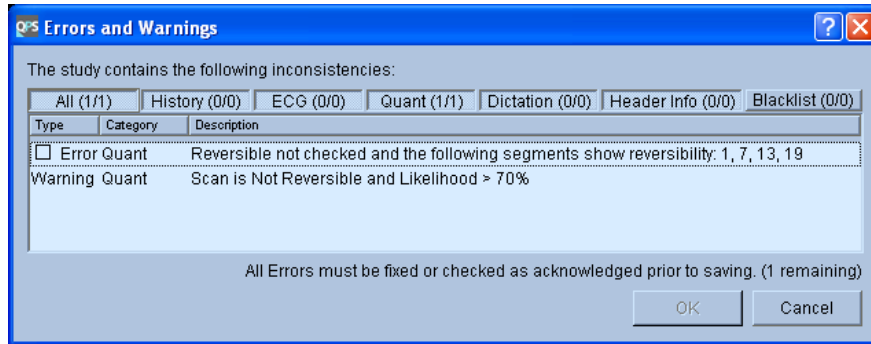 QPS Errors and Warnings
The study contains the following inconsistencies:
All (1/1) History (0/0) ECG (0/0) Quant (1/1) Dictation (0/0) Header Info (0/0) Blacklist (0/0)
Type Category Description
Error Quant Reversible not checked and the following segments show reversibility: 1, 7, 13, 19
Warning Quant Scan is Not Reversible and Likelihood > 70%
All Errors must be fixed or checked as acknowledged prior to saving. (1 remaining)
OK Cancel